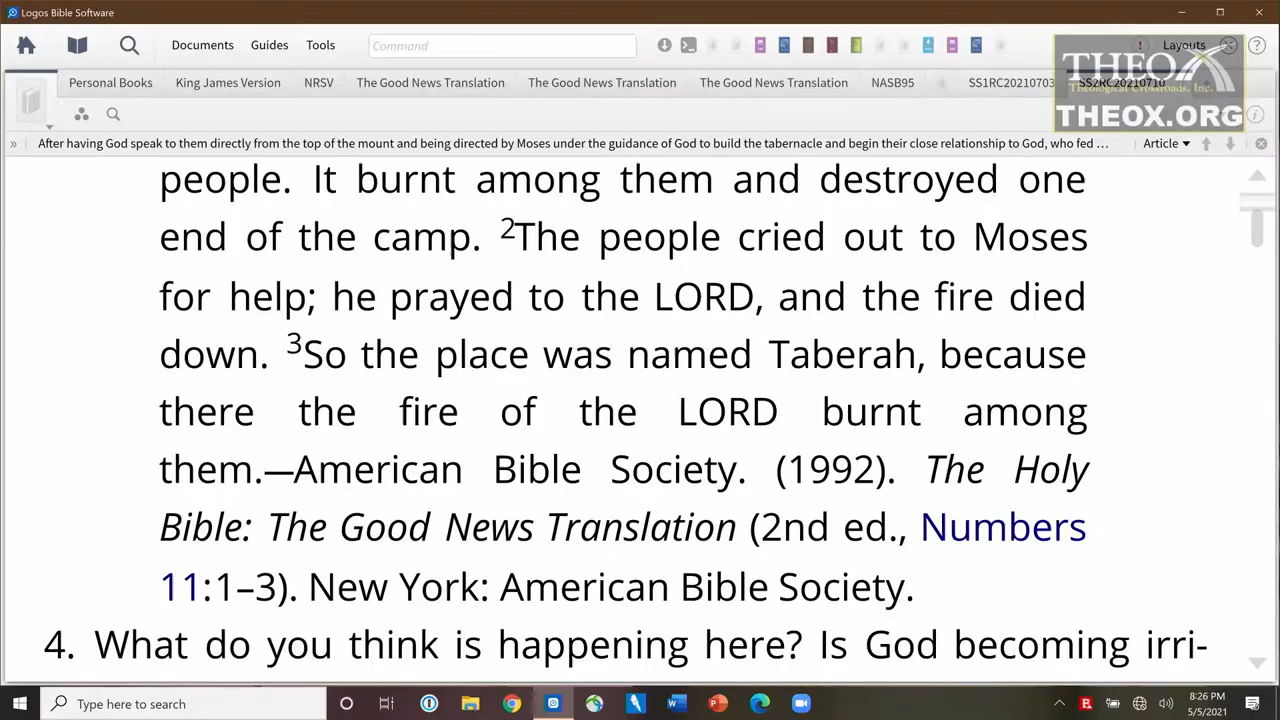 Logos Bible Software
Documents Guides Tools Command Layouts
Personal Books King James Version NRSV The Good News Translation The Good News Translation The Good News Translation NASB95 SS1RC20210703 SS2RC20210710
THEOX
Theological Crossroads, Inc.
THEOX.ORG
» After having God speak to them directly from the top of the mount and being directed by Moses under the guidance of God to build the tabernacle and begin their close relationship to God, who fed ... Article
people. It burnt among them and destroyed one
end of the camp. ²The people cried out to Moses
for help; he prayed to the LORD, and the fire died
down. ³So the place was named Taberah, because
there the fire of the LORD burnt among
them.—American Bible Society. (1992). The Holy
Bible: The Good News Translation (2nd ed., Numbers
11:1–3). New York: American Bible Society.
4. What do you think is happening here? Is God becoming irri-
Type here to search
8:26 PM
5/5/2021